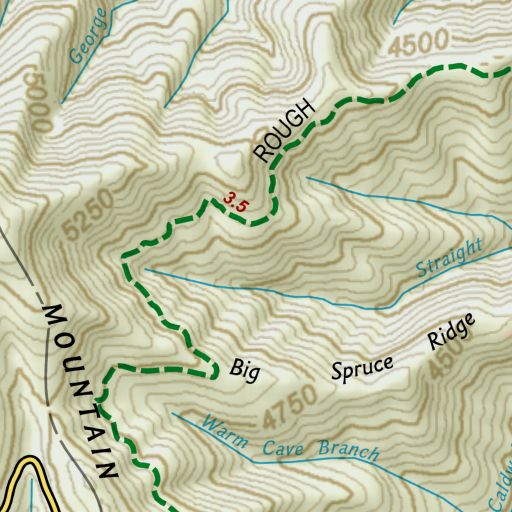 George
4500
5000
ROUGH
3.5
5250
Straight
MOUNTAIN
Big Spruce Ridge
4750
Warm Cave Branch